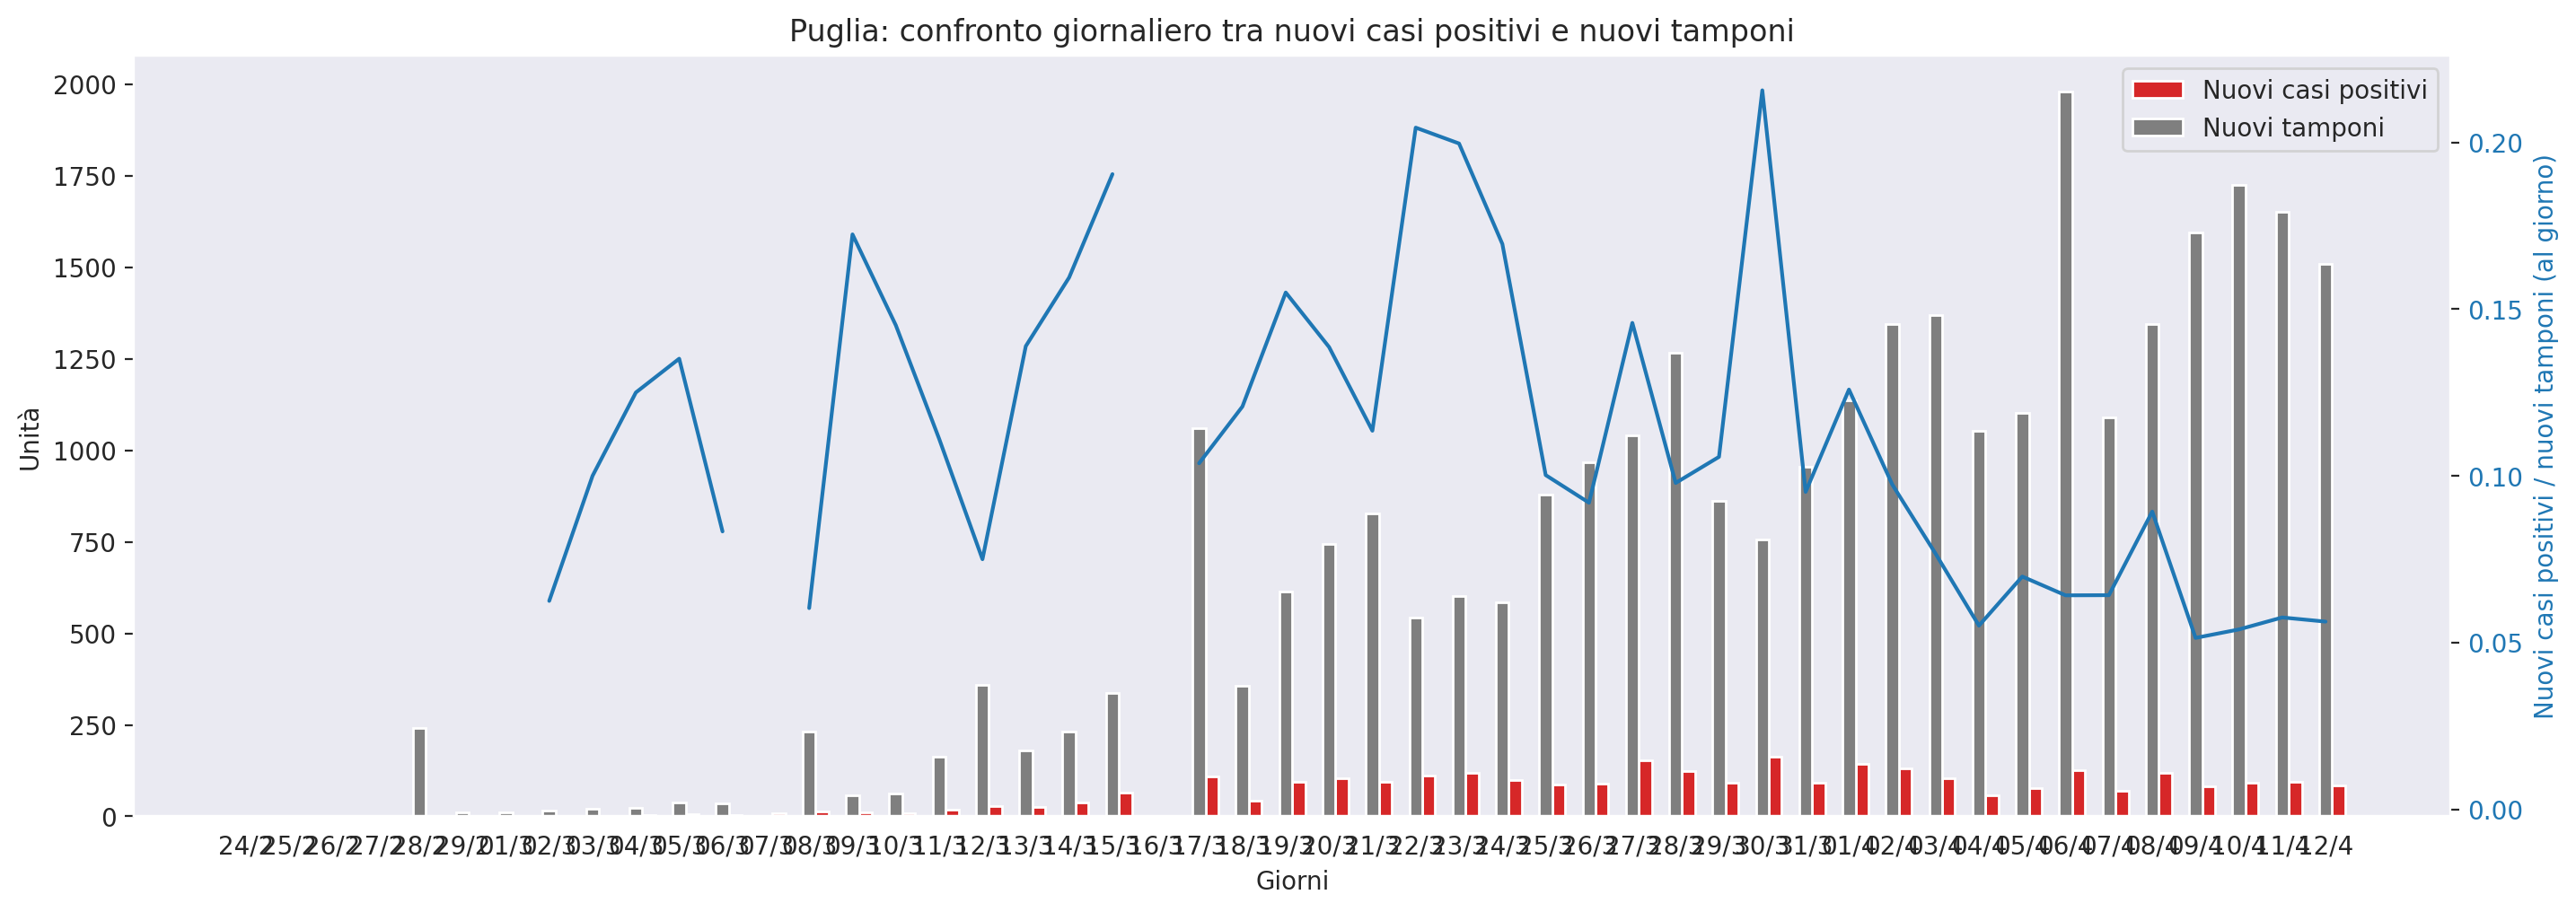 Puglia: confronto giornaliero tra nuovi casi positivi e nuovi tamponi
Nuovi casi positivi
Nuovi tamponi
2000
1750
1500
1250
1000
750
500
250
0
Unità
0.20
0.15
0.10
0.05
0.00
Nuovi casi positivi / nuovi tamponi (al giorno)
24/2 25/2 26/2 27/2 28/2 29/2 01/3 02/3 03/3 04/3 05/3 06/3 07/3 08/3 09/3 10/3 11/3 12/3 13/3 14/3 15/3 16/3 17/3 18/3 19/3 20/3 21/3 22/3 23/3 24/3 25/3 26/3 27/3 28/3 29/3 30/3 31/3 01/4 02/4 03/4 04/4 05/4 06/4 07/4 08/4 09/4 10/4 11/4 12/4
Giorni